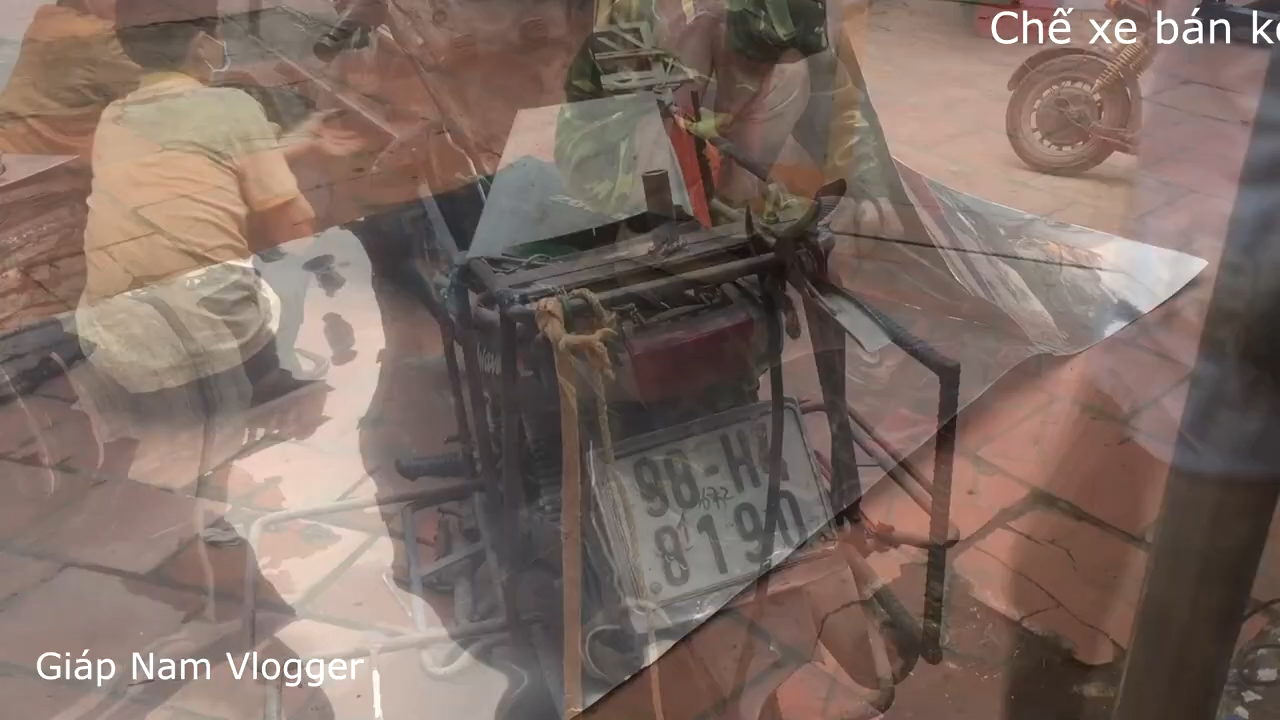 Chế xe bán k
98-H
8190
Giáp Nam Vlogger